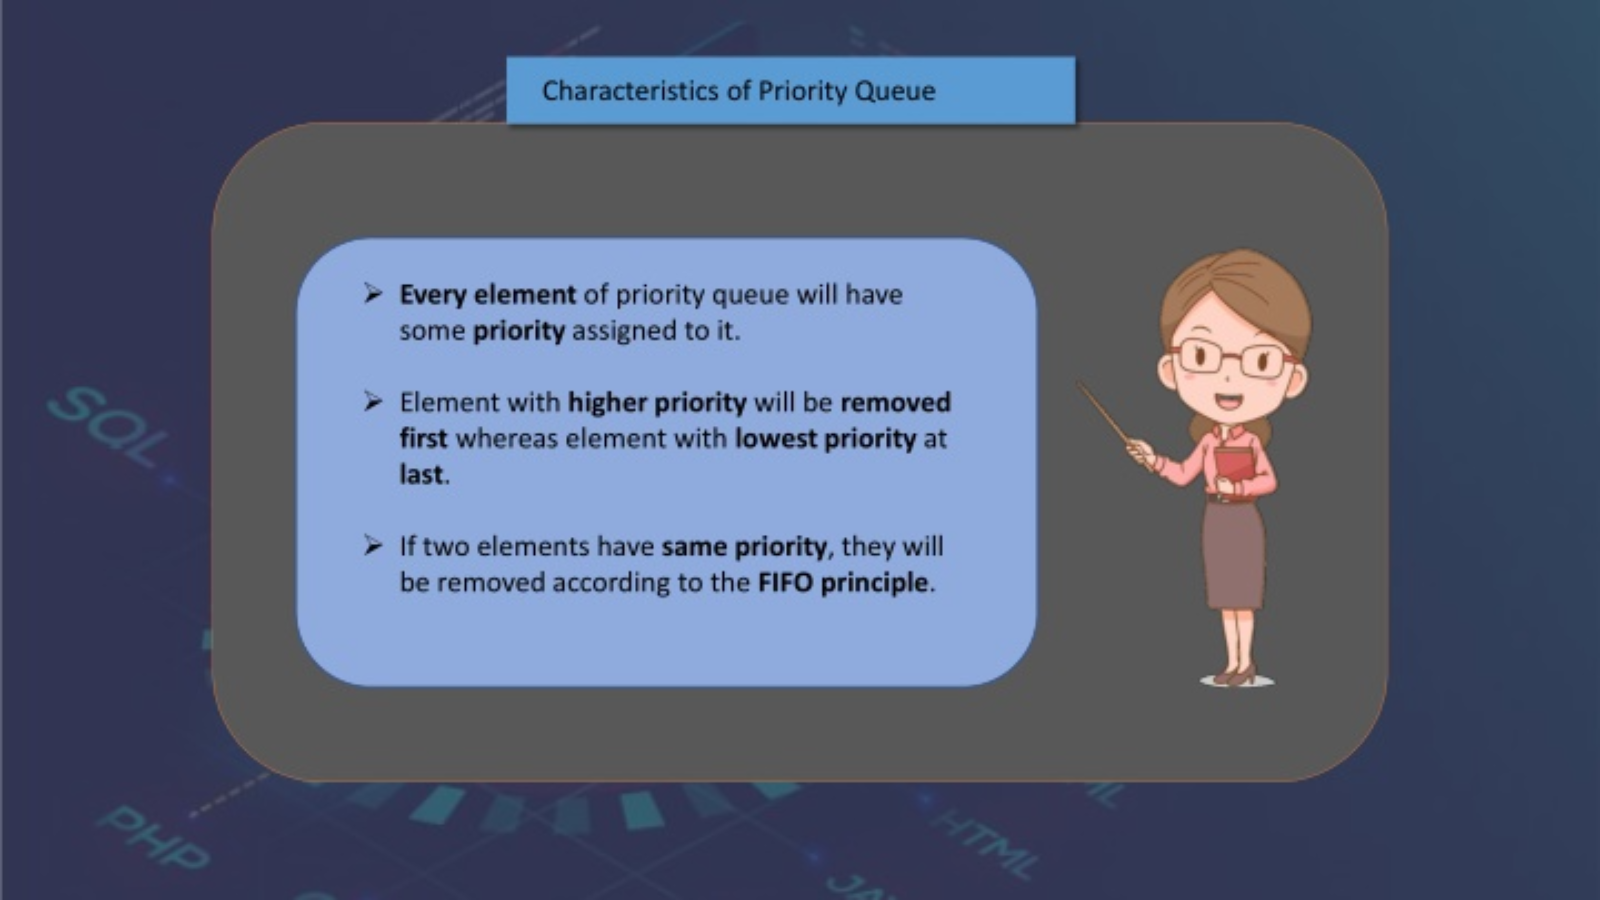 Characteristics of Priority Queue
➢ Every element of priority queue will have
some priority assigned to it.
➢ Element with higher priority will be removed
first whereas element with lowest priority at
last.
➢ If two elements have same priority, they will
be removed according to the FIFO principle.
SQL
PHP
HTML